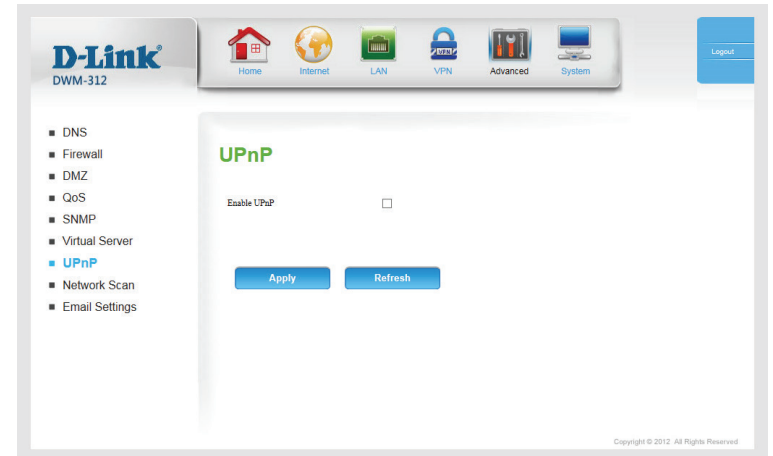 D-Link®
DWM-312
Home Internet LAN VPN Advanced System
VPN
Logout
DNS
Firewall
DMZ
QoS
SNMP
Virtual Server
UPnP
Network Scan
Email Settings
UPnP
Enable UPnP
Apply Refresh
Copyright © 2012 All Rights Reserved